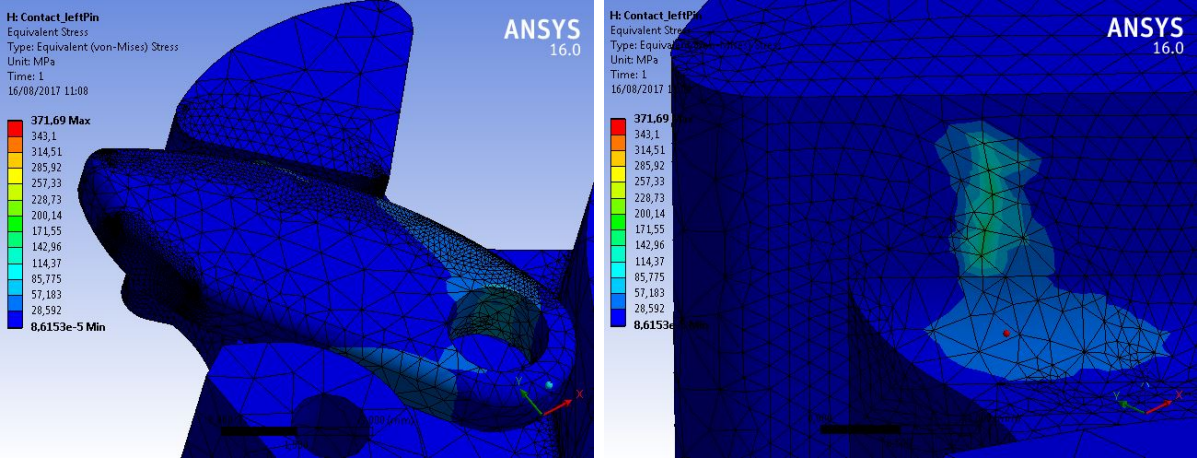 H: Contact_leftPin
Equivalent Stress
Type: Equivalent (von-Mises) Stress
Unit: MPa
Time: 1
16/08/2017 11:08
ANSYS
16.0
371,69 Max
343,1
314,51
285,92
257,33
228,73
200,14
171,55
142,96
114,37
85,775
57,183
28,592
8,6153e-5 Min
Y
X
H: Contact_leftPin
Equivalent Stress
Type: Equivalent
Unit: MPa
Time: 1
16/08/2017 11:08
ANSYS
16.0
371,69 Max
343,1
314,51
285,92
257,33
228,73
200,14
171,55
142,96
114,37
85,775
57,183
28,592
8,6153e-5 Min
Y
X